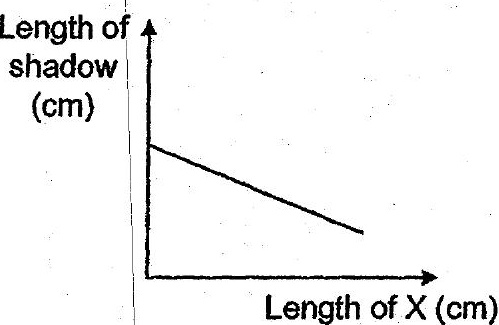 Length of
shadow
(cm)
Length of X (cm)